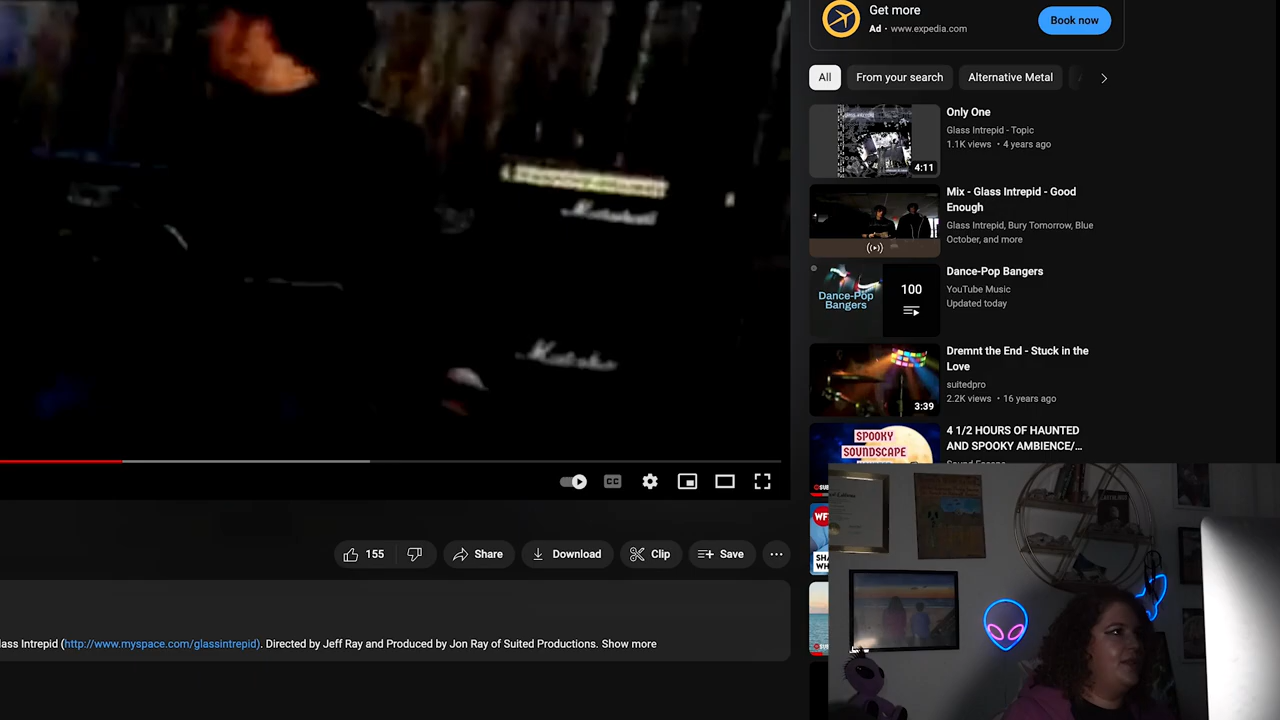 Get more
Ad · www.expedia.com
Book now
All
From your search
Alternative Metal
Only One
Glass Intrepid - Topic
1.1K views • 4 years ago
4:11
Mix - Glass Intrepid - Good
Enough
Glass Intrepid, Bury Tomorrow, Blue
October, and more
Dance-Pop
Bangers
100
Dance-Pop Bangers
YouTube Music
Updated today
Dremnt the End - Stuck in the
Love
suitedpro
2.2K views • 16 years ago
3:39
SPOOKY
SOUNDSCAPE
4 1/2 HOURS OF HAUNTED
AND SPOOKY AMBIENCE/...
Marshall
CC
155
Share
Download
Clip
Save
lass Intrepid (http://www.myspace.com/glassintrepid). Directed by Jeff Ray and Produced by Jon Ray of Suited Productions. Show more